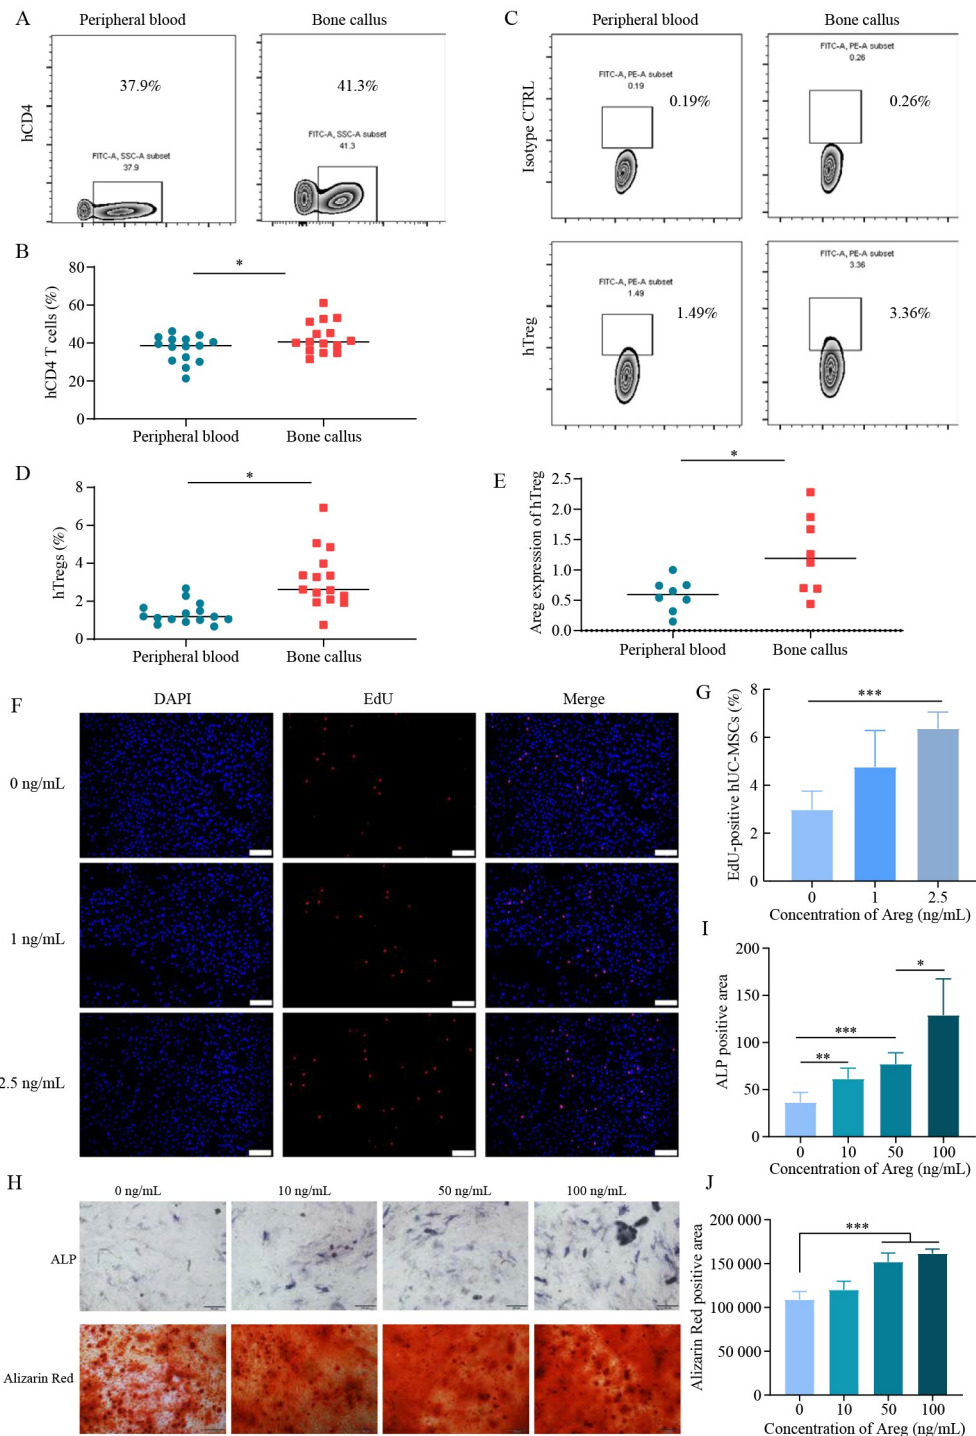 A
Peripheral blood
Bone callus
hCD4
37.9%
41.3%
FITC-A, SSC-A subset
37.9
FITC-A, SSC-A subset
41.3
B
*
hCD4 T cells (%)
80
60
40
20
0
Peripheral blood
Bone callus
C
Peripheral blood
Bone callus
Isotype CTRL
FITC-A, PE-A subset
0.19
0.19%
FITC-A, PE-A subset
0.26
0.26%
hTreg
FITC-A, PE-A subset
1.49
1.49%
FITC-A, PE-A subset
3.36
3.36%
D
*
hTregs (%)
8
6
4
2
0
Peripheral blood
Bone callus
E
*
Areg expression of hTreg
2.5
2.0
1.5
1.0
0.5
0.0
Peripheral blood
Bone callus
F
DAPI
EdU
Merge
0 ng/mL
1 ng/mL
2.5 ng/mL
G
***
EdU-positive hUC-MSCs (%)
8
6
4
2
0
0
1
2.5
Concentration of Areg (ng/mL)
H
0 ng/mL
10 ng/mL
50 ng/mL
100 ng/mL
ALP
Alizarin Red
I
*
***
**
ALP positive area
200
150
100
50
0
0
10
50
100
Concentration of Areg (ng/mL)
J
***
Alizarin Red positive area
200 000
150 000
100 000
50 000
0
0
10
50
100
Concentration of Areg (ng/mL)